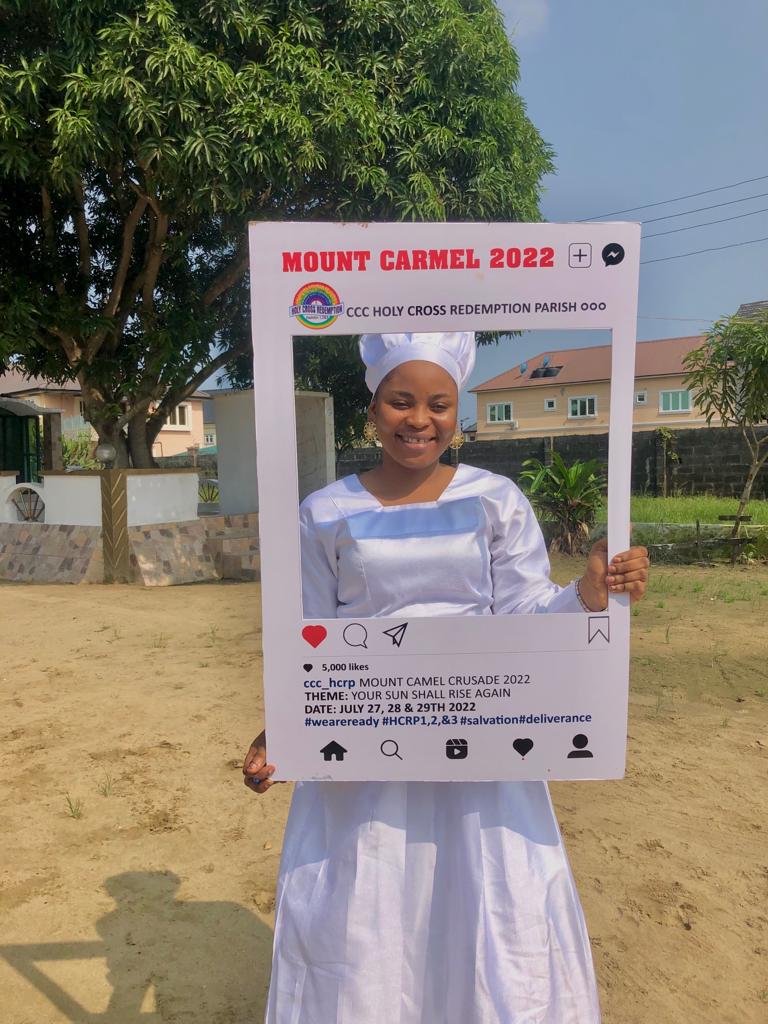 MOUNT CARMEL 2022
HOLY CROSS REDEMPTION
CCC HOLY CROSS REDEMPTION PARISH
5,000 likes
ccc_hcrp MOUNT CAMEL CRUSADE 2022
THEME: YOUR SUN SHALL RISE AGAIN
DATE: JULY 27, 28 & 29TH 2022
#weareready #HCRP1,2,&3 #salvation#deliverance